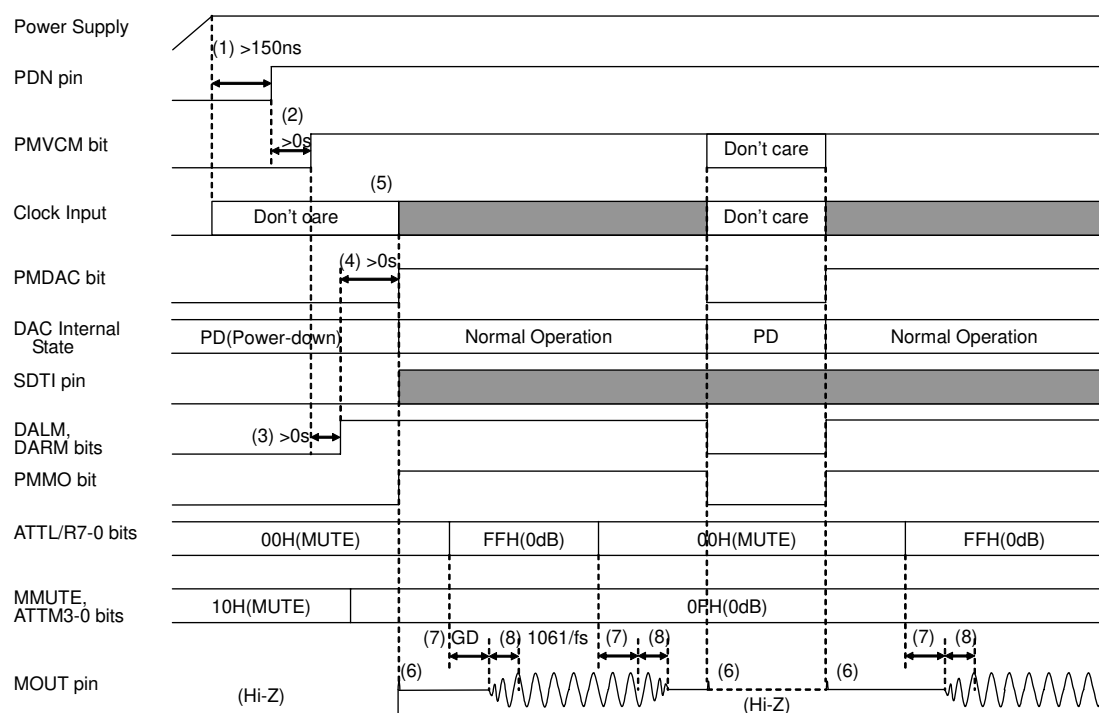 Power Supply
(1) >150ns
PDN pin
(2)
>0s
PMVCM bit
Don't care
(5)
Clock Input
Don't care
Don't care
(4) >0s
PMDAC bit
DAC Internal
State
PD(Power-down)
Normal Operation
PD
Normal Operation
SDTI pin
DALM,
DARM bits
(3) >0s
PMMO bit
ATTL/R7-0 bits
00H(MUTE)
FFH(0dB)
00H(MUTE)
FFH(0dB)
MMUTE,
ATTM3-0 bits
10H(MUTE)
0FH(0dB)
(7) GD
(8)
1061/fs
(7)
(8)
(7)
(8)
MOUT pin
(Hi-Z)
(6)
(6)
(Hi-Z)
(6)